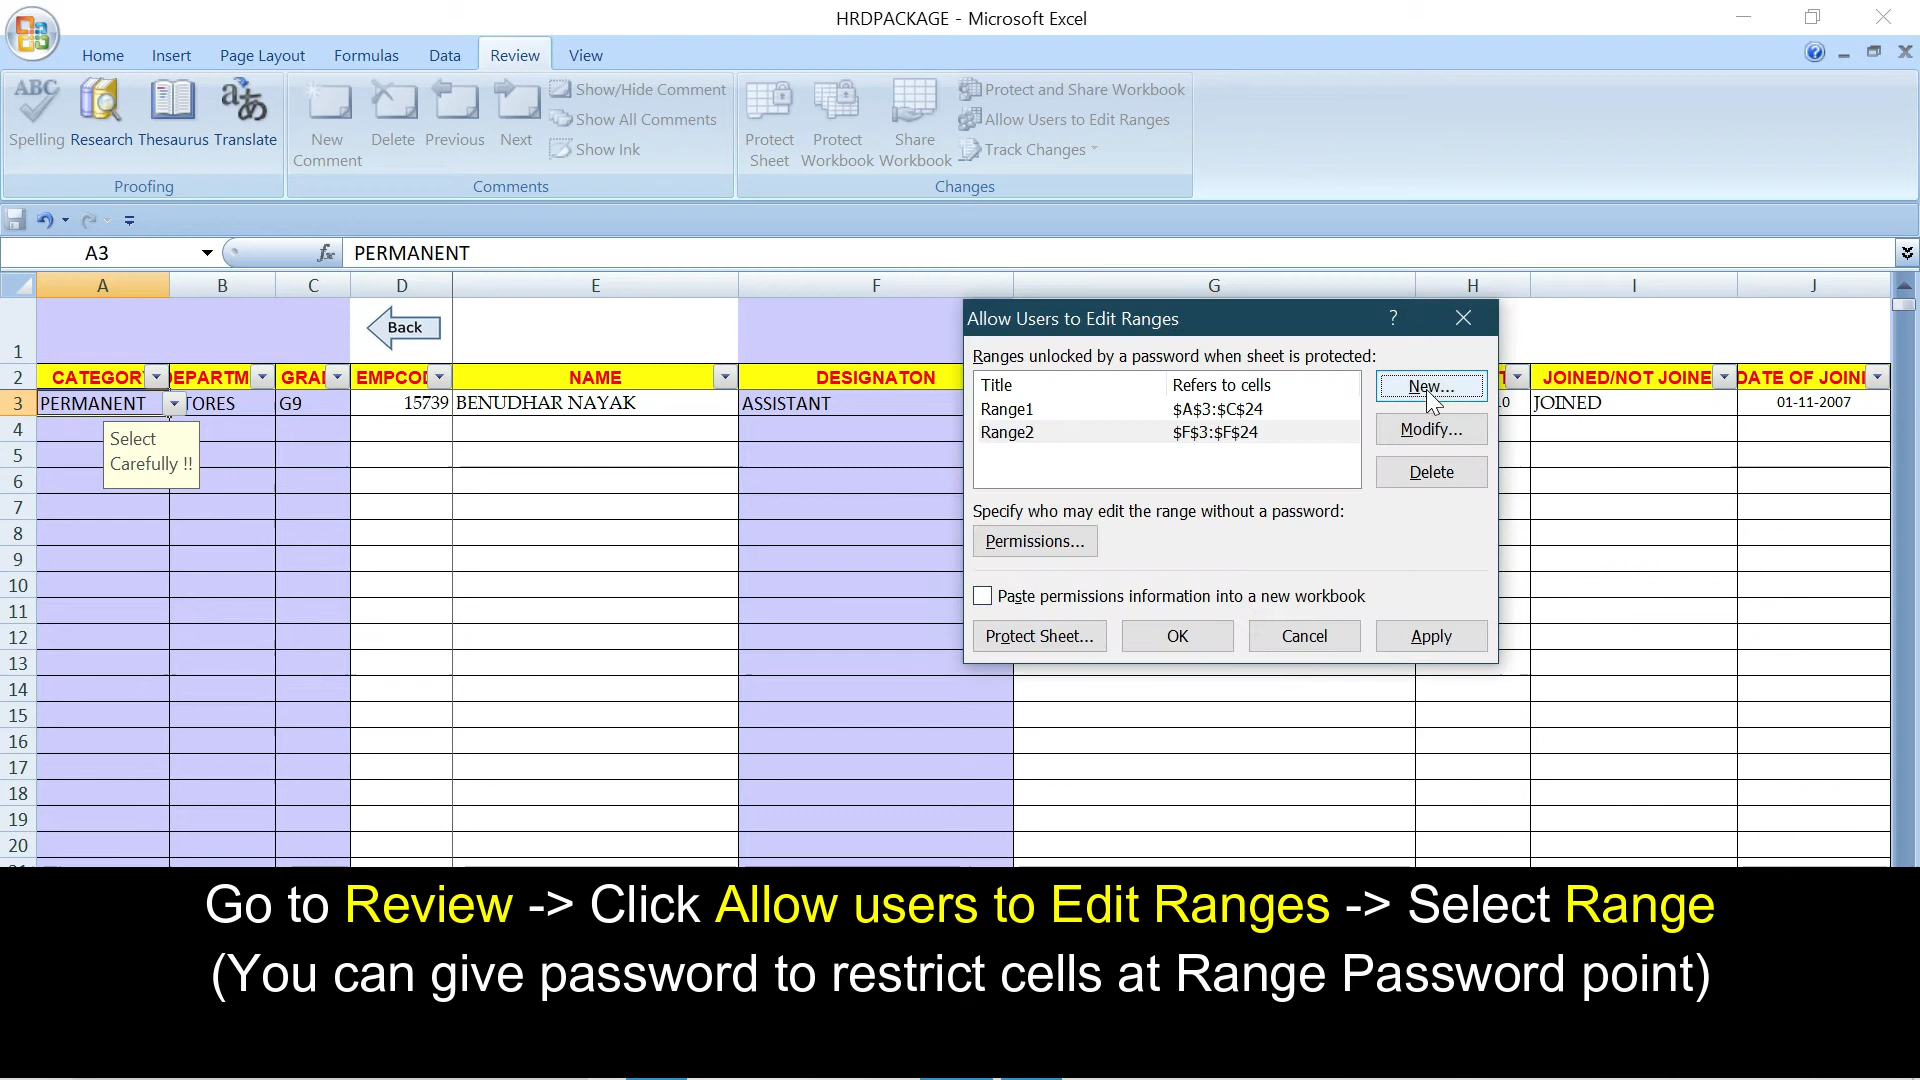 HRDPACKAGE - Microsoft Excel
Home Insert Page Layout Formulas Data Review View
ABC
Spelling Research Thesaurus Translate
Proofing
New Comment Delete Previous Next
Show/Hide Comment
Show All Comments
Show Ink
Comments
Protect Sheet Protect Workbook Share Workbook
Protect and Share Workbook
Allow Users to Edit Ranges
Track Changes
Changes
A3 fx PERMANENT
A B C D E F G H I J
1 Back
2 CATEGORY DEPARTM GRA EMPCOD NAME DESIGNATON T JOINED/NOT JOINE DATE OF JOINI
3 PERMANENT TORES G9 15739 BENUDHAR NAYAK ASSISTANT 0 JOINED 01-11-2007
Select
Carefully !!
4
5
6
7
8
9
10
11
12
13
14
15
16
17
18
19
20
Allow Users to Edit Ranges ?
Ranges unlocked by a password when sheet is protected:
Title Refers to cells
Range1 $A$3:$C$24
Range2 $F$3:$F$24
New...
Modify...
Delete
Specify who may edit the range without a password:
Permissions...
Paste permissions information into a new workbook
Protect Sheet... OK Cancel Apply
Go to Review -> Click Allow users to Edit Ranges -> Select Range
(You can give password to restrict cells at Range Password point)